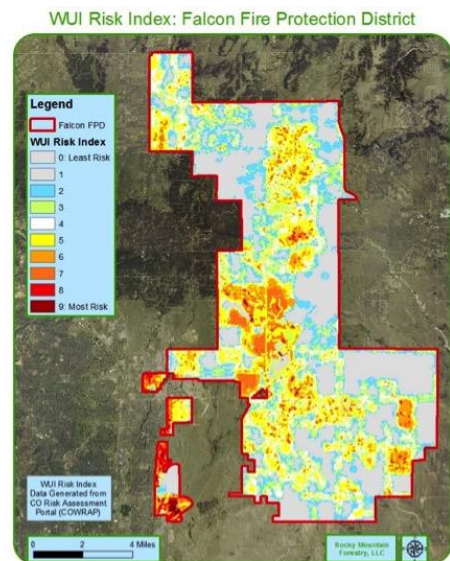 WUI Risk Index: Falcon Fire Protection District
Legend
Falcon FPD
WUI Risk Index
0: Least Risk
1
2
3
4
5
6
7
8
9: Most Risk
WUI Risk Index
Data Generated from
CO Risk Assessment
Portal (COWRAP)
0 2 4 Miles
Rocky Mountain
Forestry, LLC